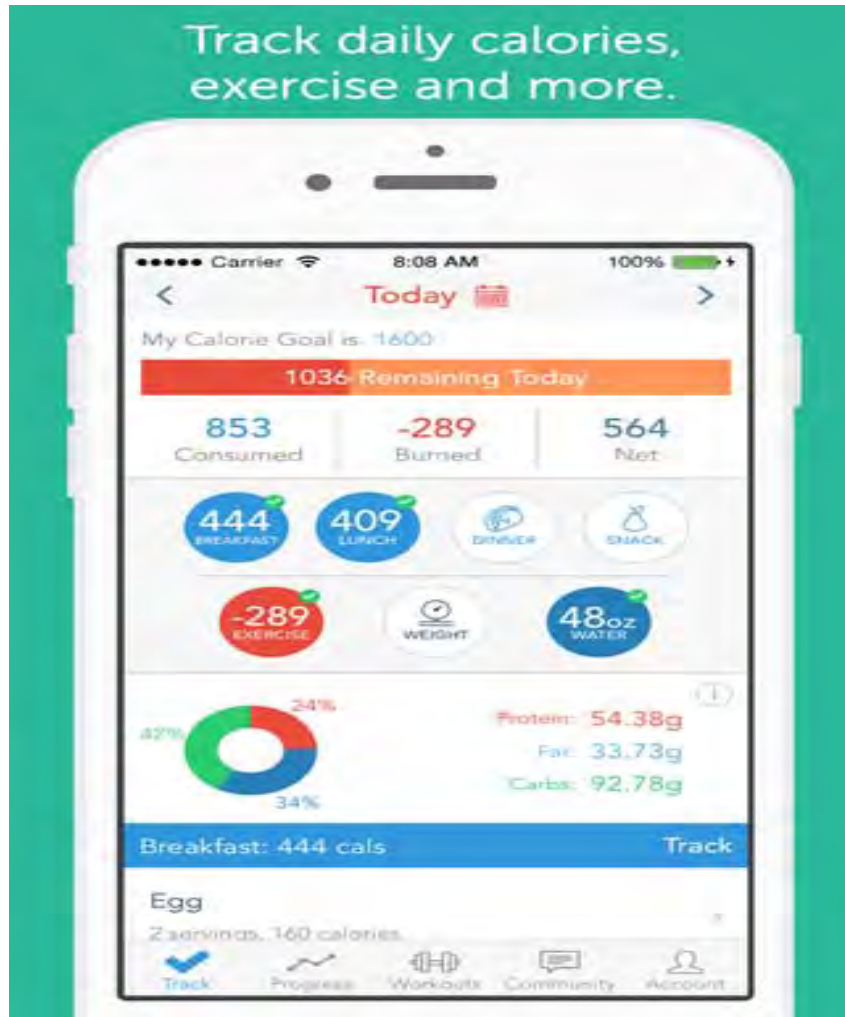 Track daily calories,
exercise and more.
Carrier 8:08 AM 100%
< Today >
My Calorie Goal is 1600
1036 Remaining Today
853 -289 564
Consumed Burned Net
444 409
BREAKFAST LUNCH DINNER SNACK
-289 48oz
EXERCISE WEIGHT WATER
24%
42%
34%
Protein: 54.38g
Fat: 33.73g
Carbs: 92.78g
Breakfast: 444 cals Track
Egg
2 servings, 160 calories
Track Progress Workouts Community Account